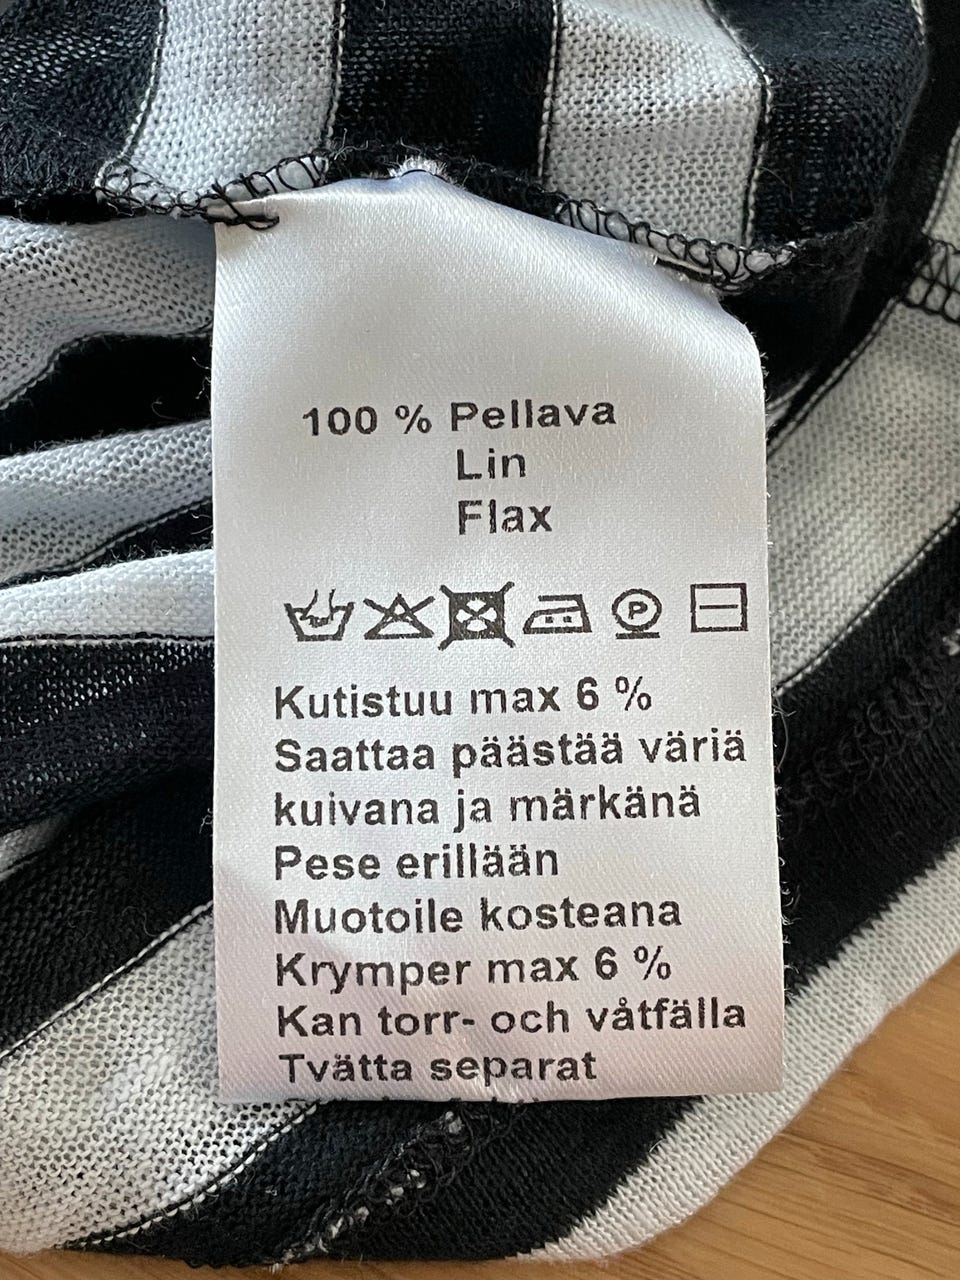 100 % Pellava
Lin
Flax
P
Kutistuu max 6 %
Saattaa päästää väriä
kuivana ja märkänä
Pese erillään
Muotoile kosteana
Krymper max 6 %
Kan torr- och våtfälla
Tvätta separat